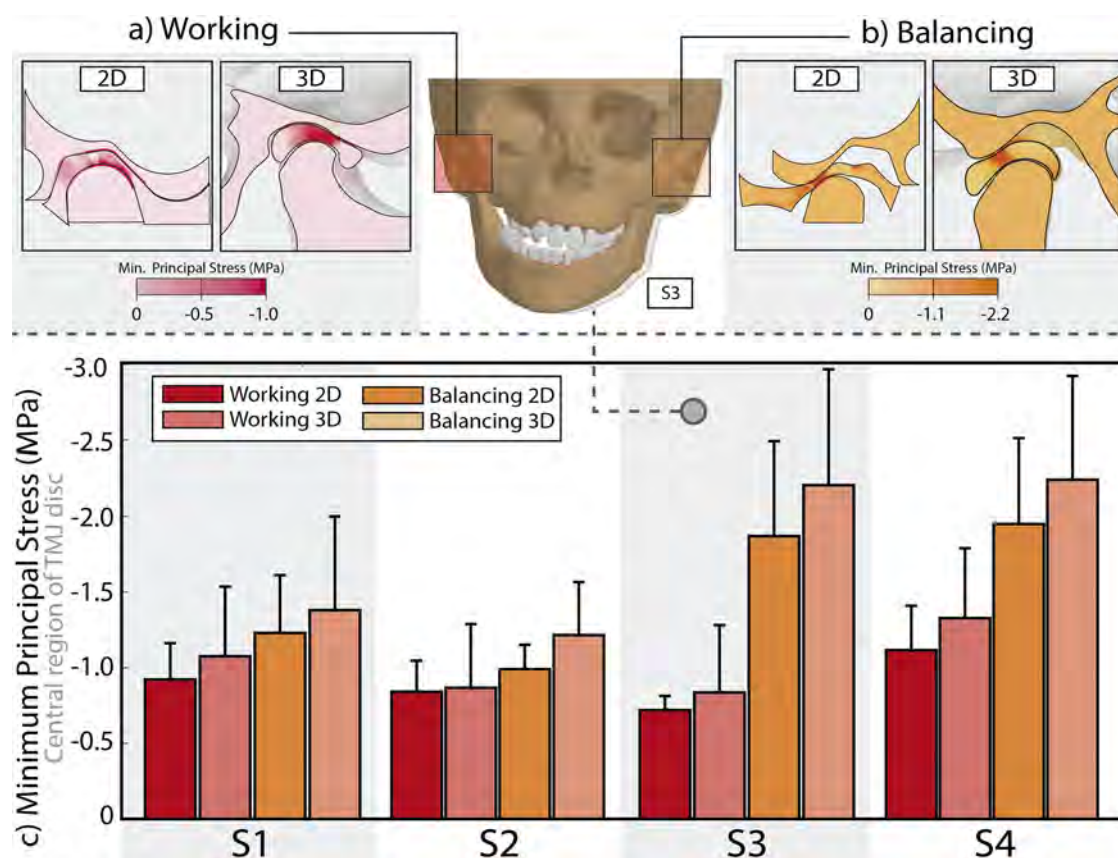 a) Working
b) Balancing
2D
3D
2D
3D
Min. Principal Stress (MPa)
0
-0.5
-1.0
S3
Min. Principal Stress (MPa)
0
-1.1
-2.2
c) Minimum Principal Stress (MPa)
Central region of TMJ disc
-3.0
-2.5
-2.0
-1.5
-1.0
-0.5
0
Working 2D
Balancing 2D
Working 3D
Balancing 3D
S1
S2
S3
S4